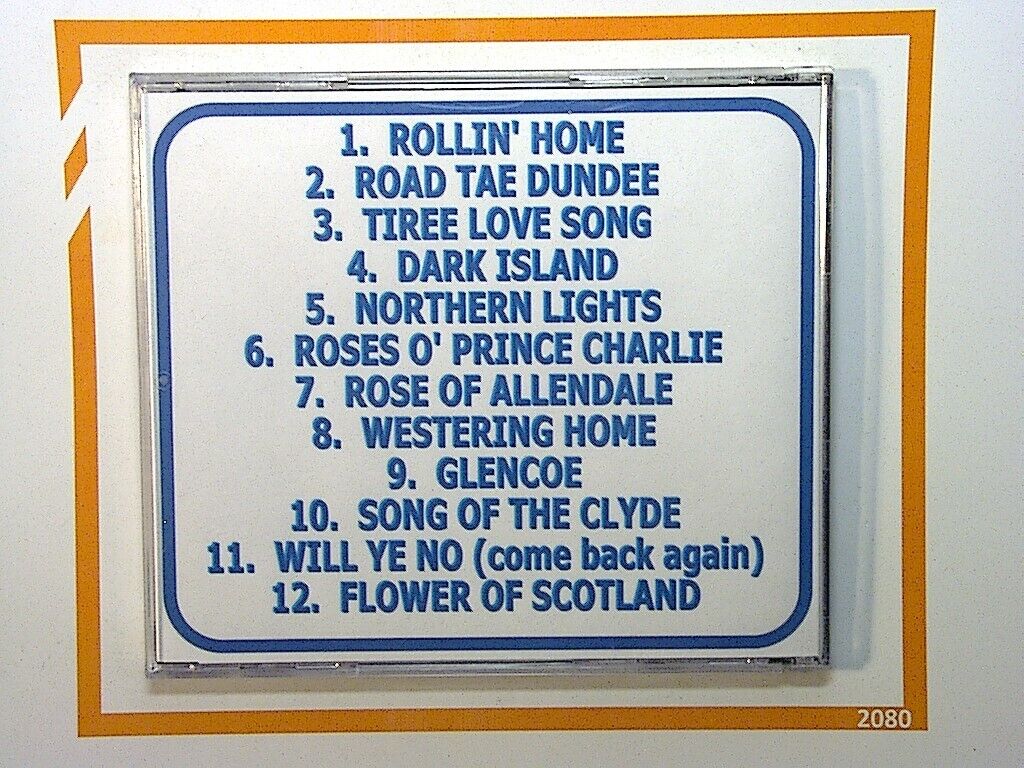 1. ROLLIN' HOME
2. ROAD TAE DUNDEE
3. TIREE LOVE SONG
4. DARK ISLAND
5. NORTHERN LIGHTS
6. ROSES O' PRINCE CHARLIE
7. ROSE OF ALLENDALE
8. WESTERING HOME
9. GLENCOE
10. SONG OF THE CLYDE
11. WILL YE NO (come back again)
12. FLOWER OF SCOTLAND
2080